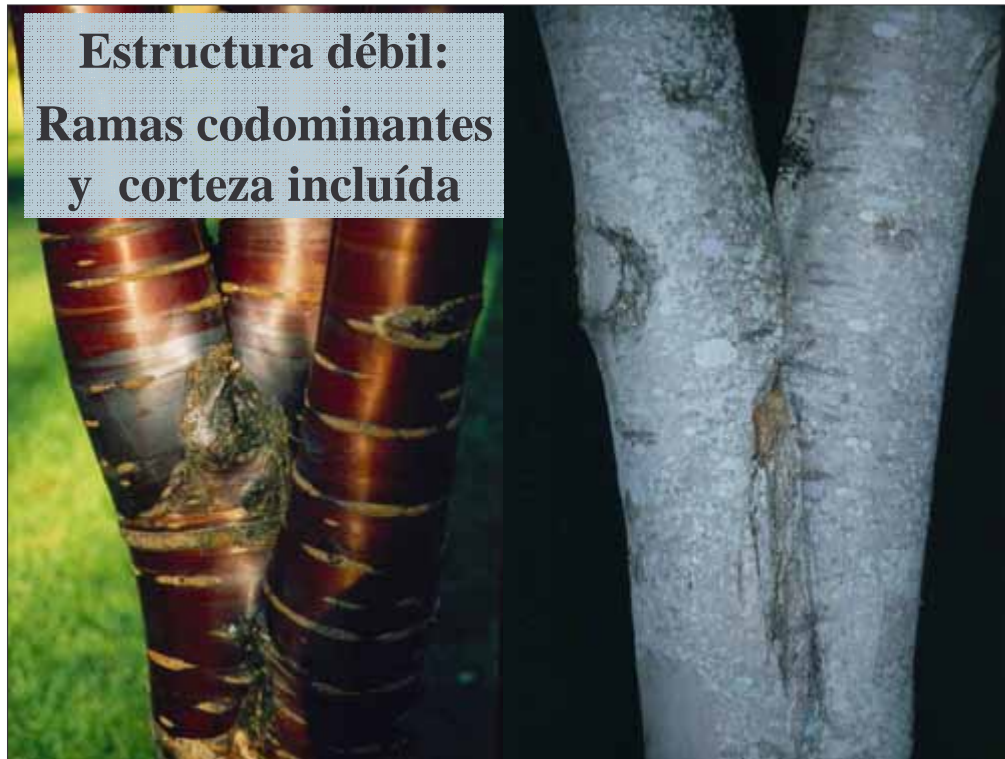 Estructura débil:
Ramas codominantes
y corteza incluída